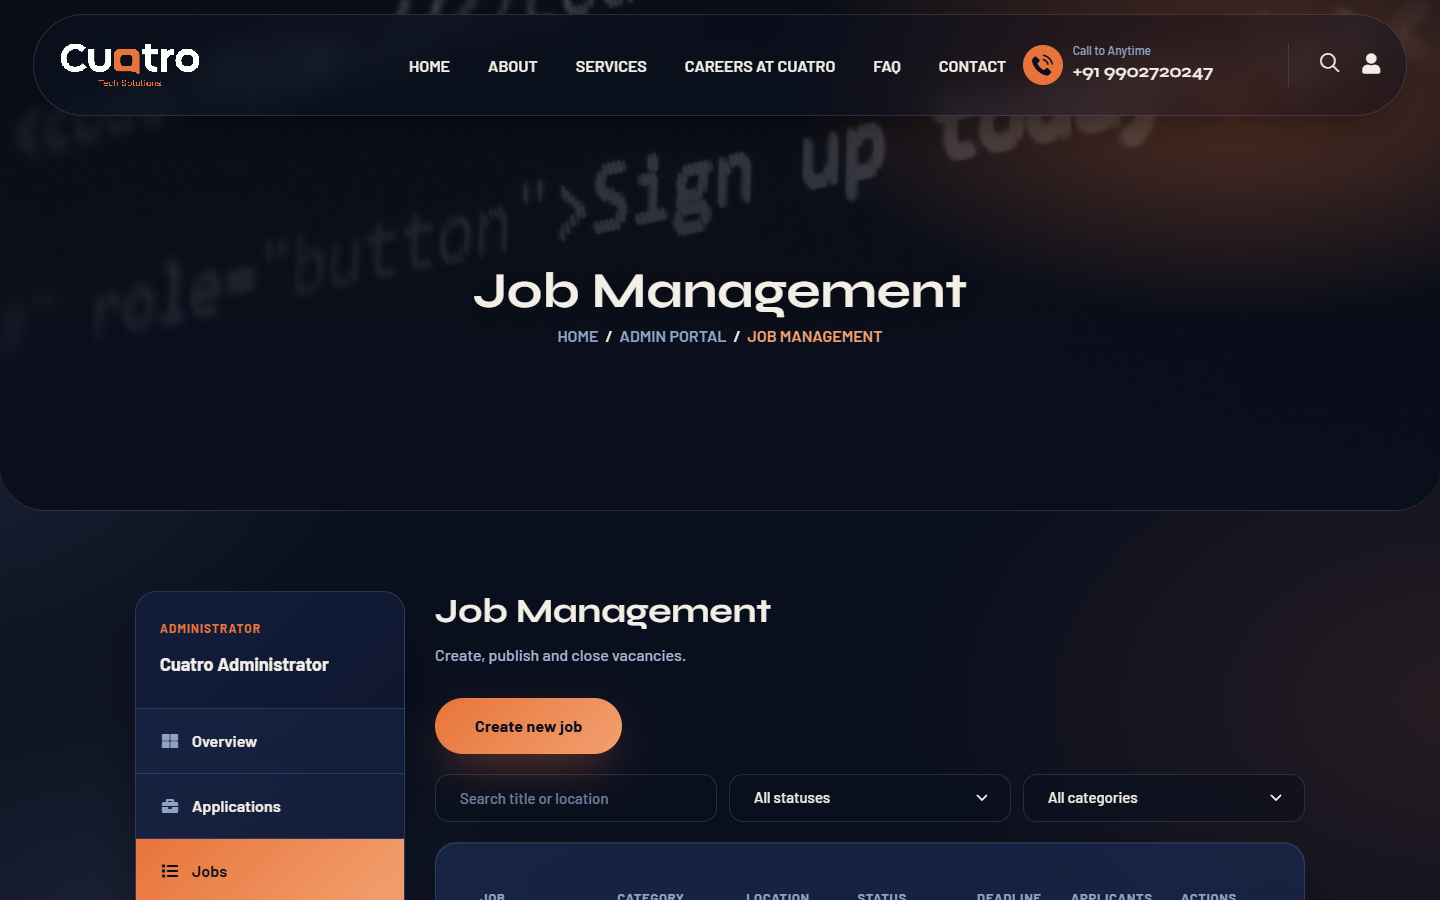 Cuatro
Tech Solutions
HOME ABOUT SERVICES CAREERS AT CUATRO FAQ CONTACT
Call to Anytime
+91 9902720247
">Sign up today
role="button"
Job Management
HOME / ADMIN PORTAL / JOB MANAGEMENT
ADMINISTRATOR
Cuatro Administrator
Overview
Applications
Jobs
Job Management
Create, publish and close vacancies.
Create new job
Search title or location All statuses All categories
JOB CATEGORY LOCATION STATUS DEADLINE APPLICANTS ACTIONS